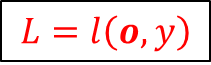 L = l(o, y)